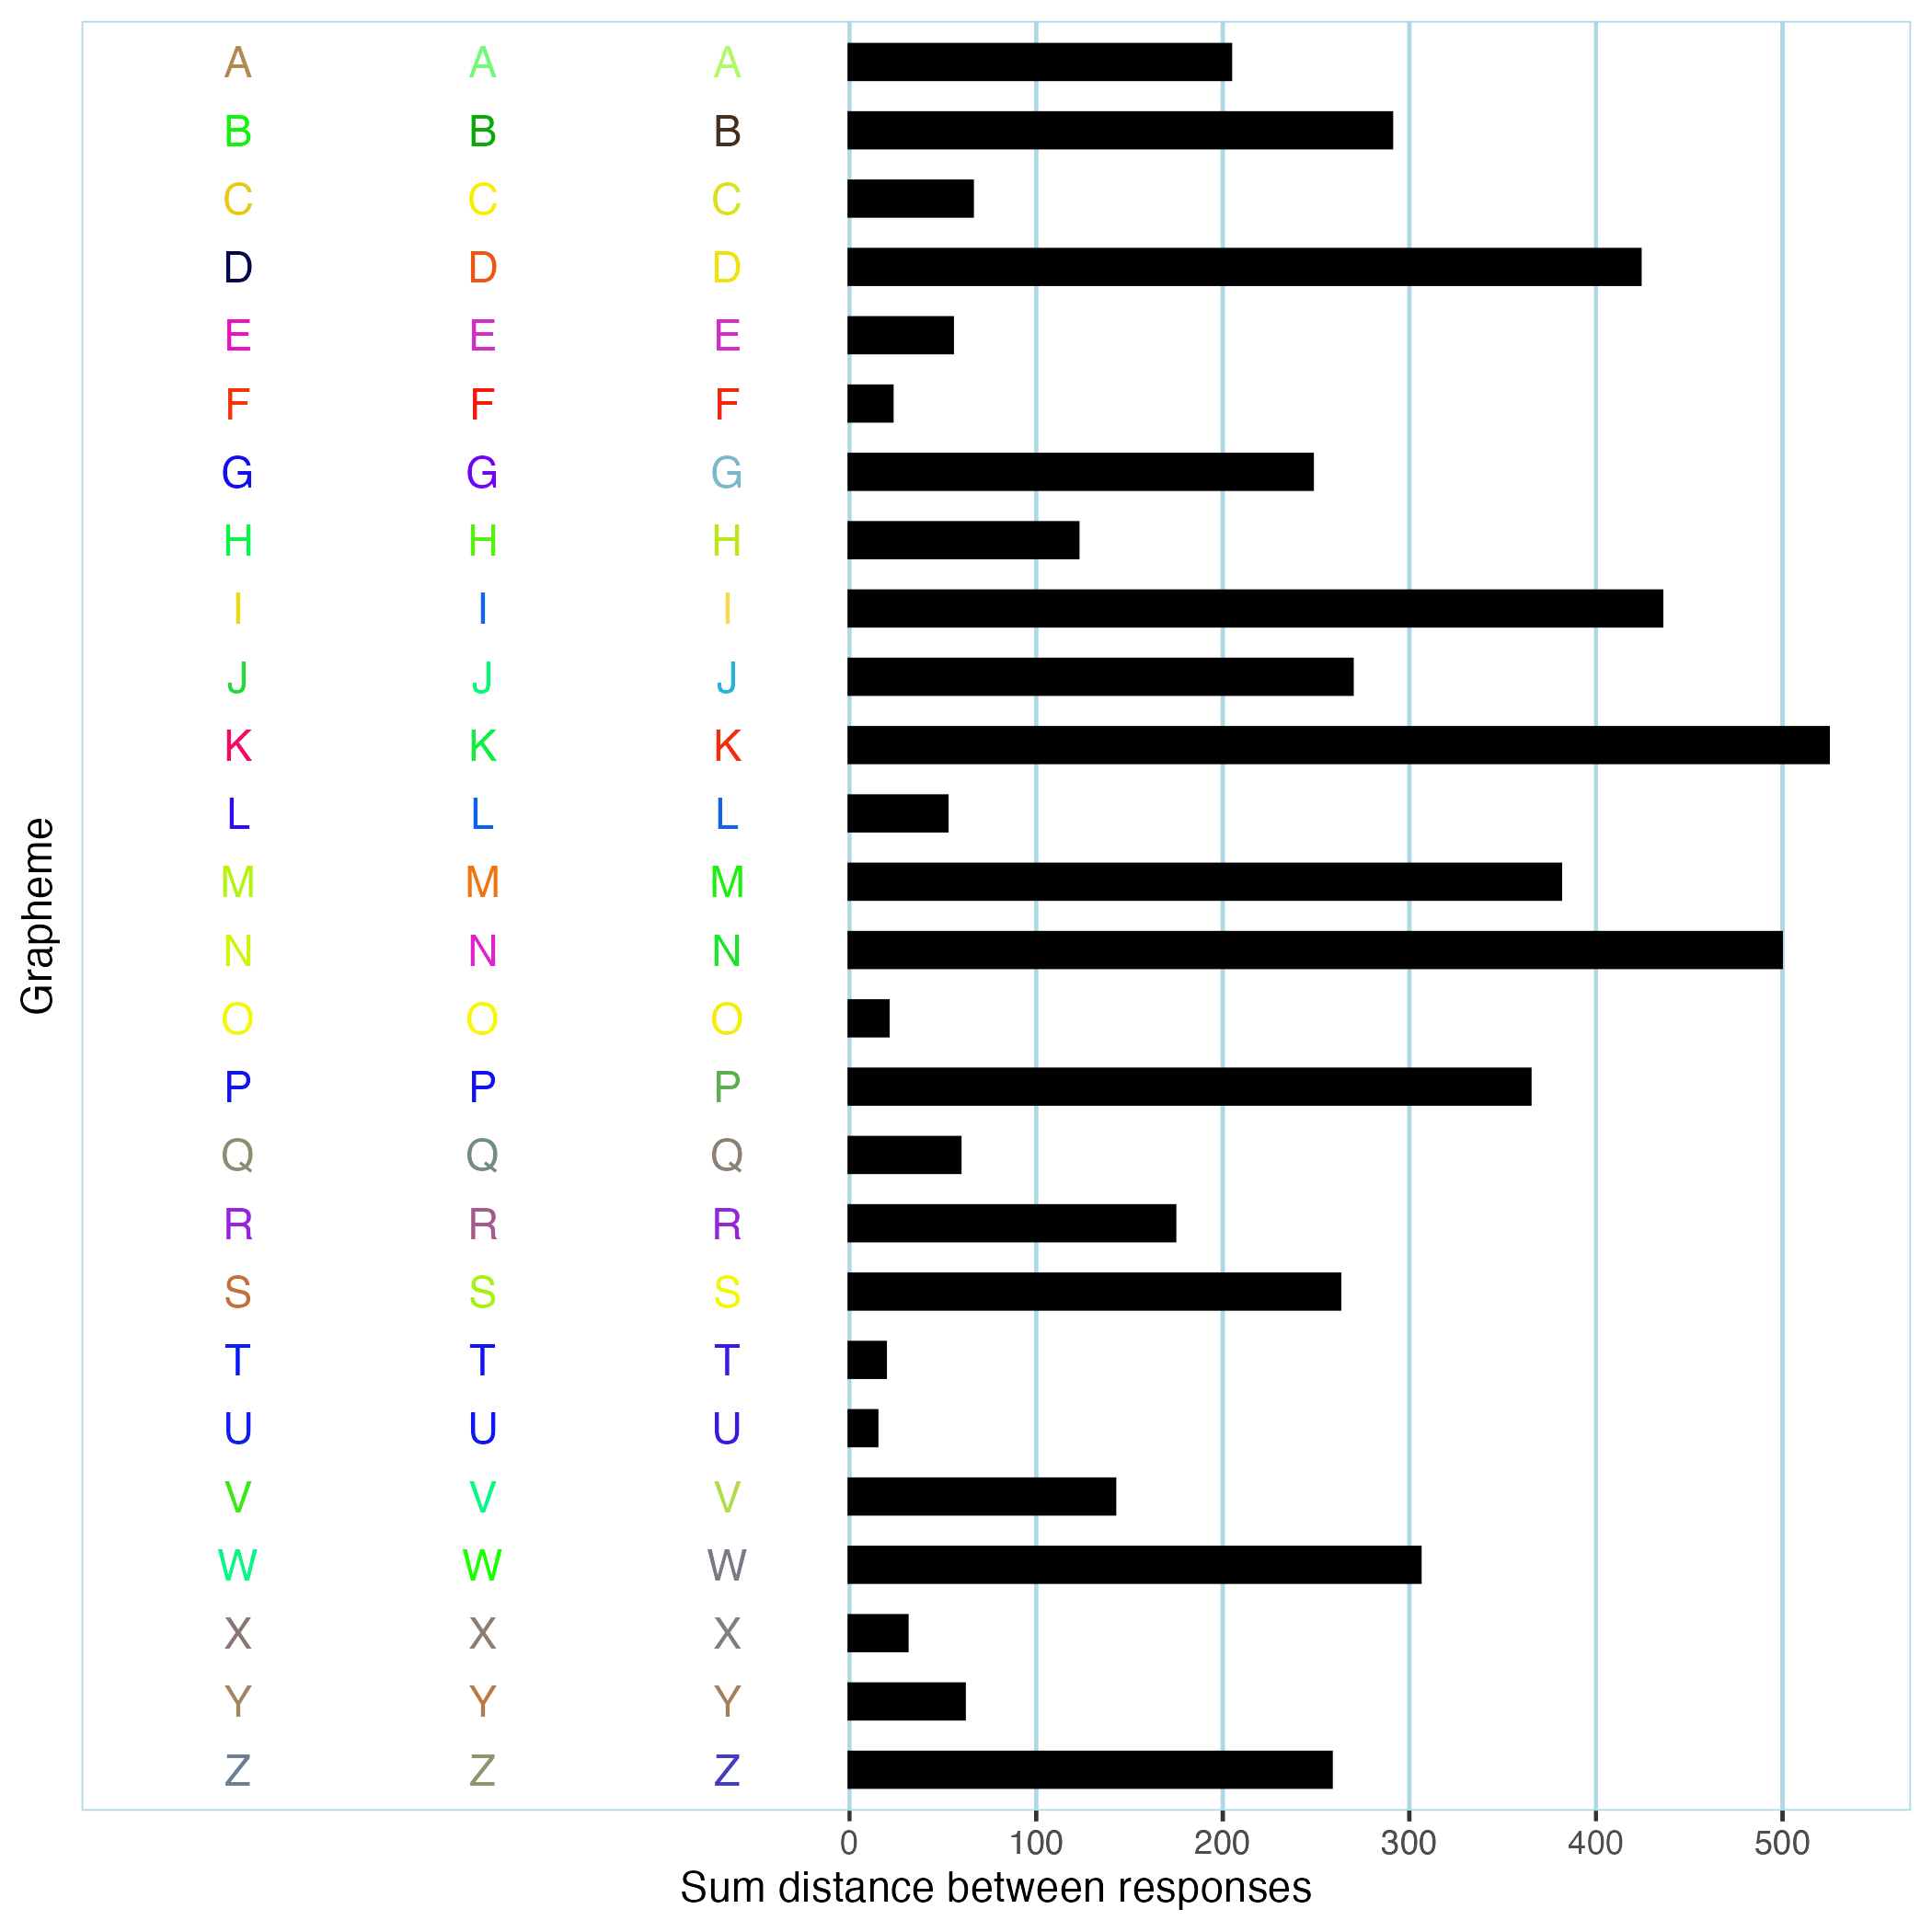 A A A
B B B
C C C
D D D
E E E
F F F
G G G
H H H
I I I
J J J
K K K
L L L
M M M
N N N
O O O
P P P
Q Q Q
R R R
S S S
T T T
U U U
V V V
W W W
X X X
Y Y Y
Z Z Z
Grapheme
0 100 200 300 400 500
Sum distance between responses